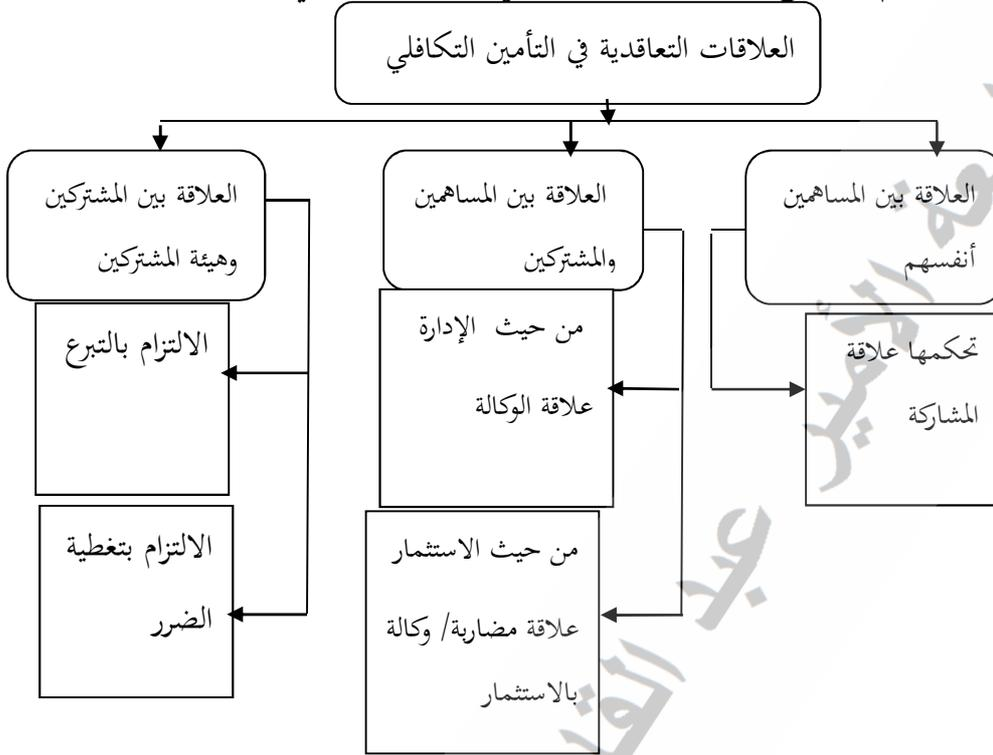 العلاقات التعاقدية في التأمين التكافلي
العلاقة بين المساهمين
أنفسهم
تحكمها علاقة
المشاركة
العلاقة بين المساهمين
والمشتركين
من حيث الإدارة
علاقة الوكالة
من حيث الاستثمار
علاقة مضاربة/ وكالة
بالاستثمار
العلاقة بين المشتركين
وهيئة المشتركين
الالتزام بالتبرع
الالتزام بتغطية
الضرر